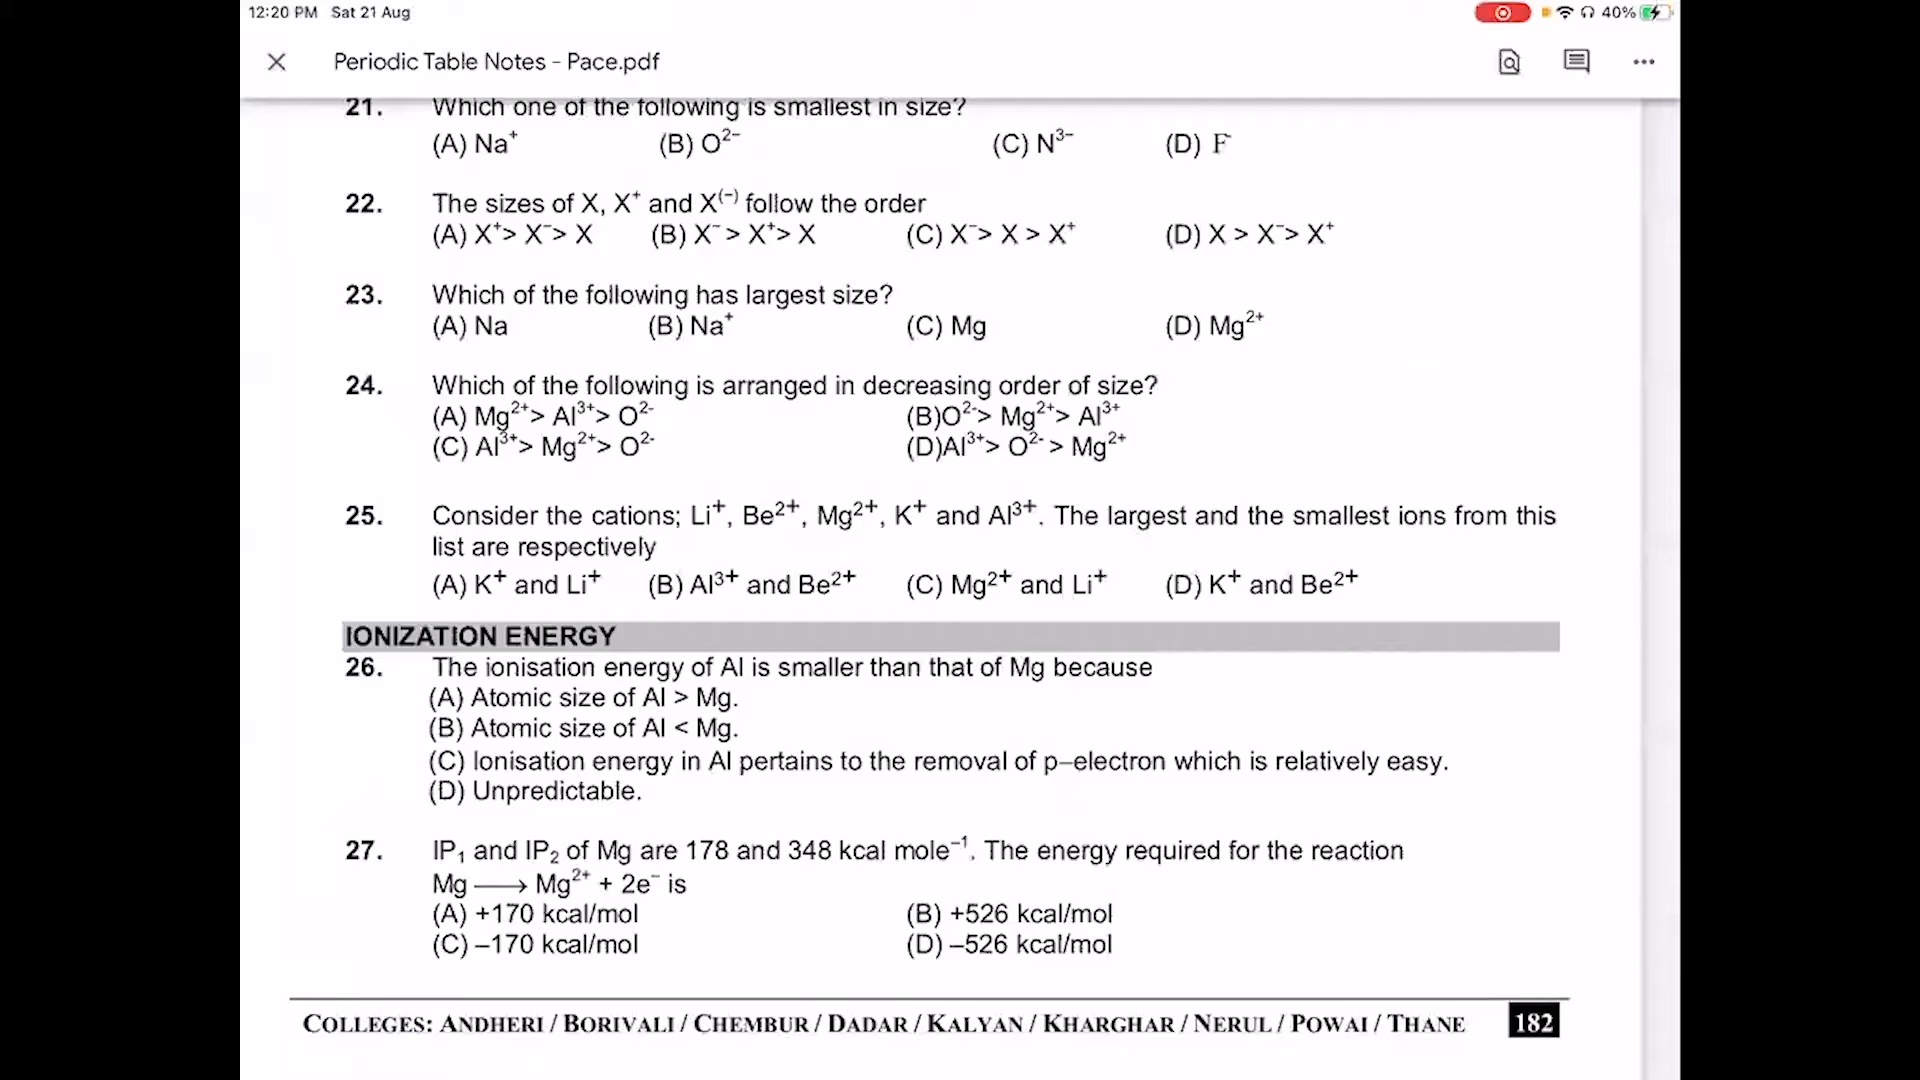 12:20 PM Sat 21 Aug
40%
Periodic Table Notes - Pace.pdf
21. Which one of the following is smallest in size?
(A) Na⁺ (B) O²⁻ (C) N³⁻ (D) F⁻
22. The sizes of X, X⁺ and X⁽⁻⁾ follow the order
(A) X⁺> X⁻> X (B) X⁻ > X⁺> X (C) X⁻> X > X⁺ (D) X > X⁻> X⁺
23. Which of the following has largest size?
(A) Na (B) Na⁺ (C) Mg (D) Mg²⁺
24. Which of the following is arranged in decreasing order of size?
(A) Mg²⁺> Al³⁺> O²⁻ (B)O²⁻> Mg²⁺> Al³⁺
(C) Al³⁺> Mg²⁺> O²⁻ (D)Al³⁺> O²⁻ > Mg²⁺
25. Consider the cations; Li⁺, Be²⁺, Mg²⁺, K⁺ and Al³⁺. The largest and the smallest ions from this
list are respectively
(A) K⁺ and Li⁺ (B) Al³⁺ and Be²⁺ (C) Mg²⁺ and Li⁺ (D) K⁺ and Be²⁺
IONIZATION ENERGY
26. The ionisation energy of Al is smaller than that of Mg because
(A) Atomic size of Al > Mg.
(B) Atomic size of Al < Mg.
(C) Ionisation energy in Al pertains to the removal of p–electron which is relatively easy.
(D) Unpredictable.
27. IP₁ and IP₂ of Mg are 178 and 348 kcal mole⁻¹. The energy required for the reaction
Mg ⟶ Mg²⁺ + 2e⁻ is
(A) +170 kcal/mol (B) +526 kcal/mol
(C) –170 kcal/mol (D) –526 kcal/mol
COLLEGES: ANDHERI / BORIVALI / CHEMBUR / DADAR / KALYAN / KHARGHAR / NERUL / POWAI / THANE 182